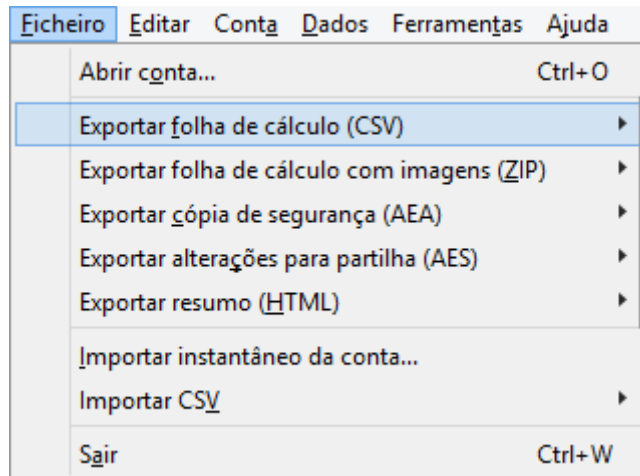 Ficheiro Editar Conta Dados Ferramentas Ajuda
Abrir conta... Ctrl+O
Exportar folha de cálculo (CSV)
Exportar folha de cálculo com imagens (ZIP)
Exportar cópia de segurança (AEA)
Exportar alterações para partilha (AES)
Exportar resumo (HTML)
Importar instantâneo da conta...
Importar CSV
Sair Ctrl+W